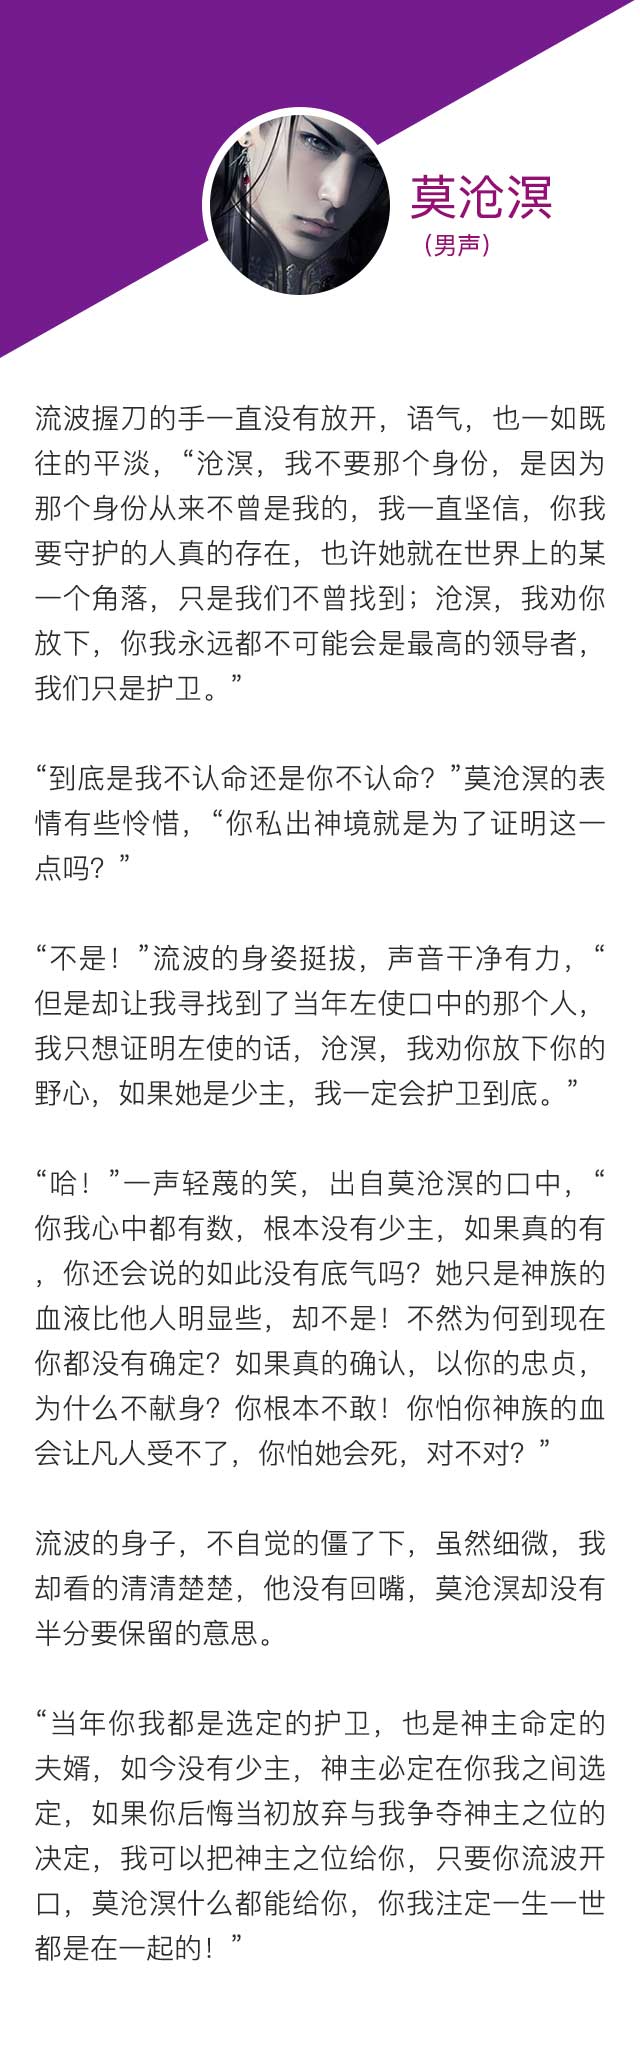 莫沧溟
（男声）
流波握刀的手一直没有放开，语气，也一如既
往的平淡，“沧溟，我不要那个身份，是因为
那个身份从来不曾是我的，我一直坚信，你我
要守护的人真的存在，也许她就在世界上的某
一个角落，只是我们不曾找到；沧溟，我劝你
放下，你我永远都不可能会是最高的领导者，
我们只是护卫。”
“到底是我不认命还是你不认命？”莫沧溟的表
情有些怜惜，“你私出神境就是为了证明这一
点吗？”
“不是！”流波的身姿挺拔，声音干净有力，“
但是却让我寻找到了当年左使口中的那个人，
我只想证明左使的话，沧溟，我劝你放下你的
野心，如果她是少主，我一定会护卫到底。”
“哈！”一声轻蔑的笑，出自莫沧溟的口中，“
你我心中都有数，根本没有少主，如果真的有
，你还会说的如此没有底气吗？她只是神族的
血液比他人明显些，却不是！不然为何到现在
你都没有确定？如果真的确认，以你的忠贞，
为什么不献身？你根本不敢！你怕你神族的血
会让凡人受不了，你怕她会死，对不对？”
流波的身子，不自觉的僵了下，虽然细微，我
却看的清清楚楚，他没有回嘴，莫沧溟却没有
半分要保留的意思。
“当年你我都是选定的护卫，也是神主命定的
夫婿，如今没有少主，神主必定在你我之间选
定，如果你后悔当初放弃与我争夺神主之位的
决定，我可以把神主之位给你，只要你流波开
口，莫沧溟什么都能给你，你我注定一生一世
都是在一起的！”